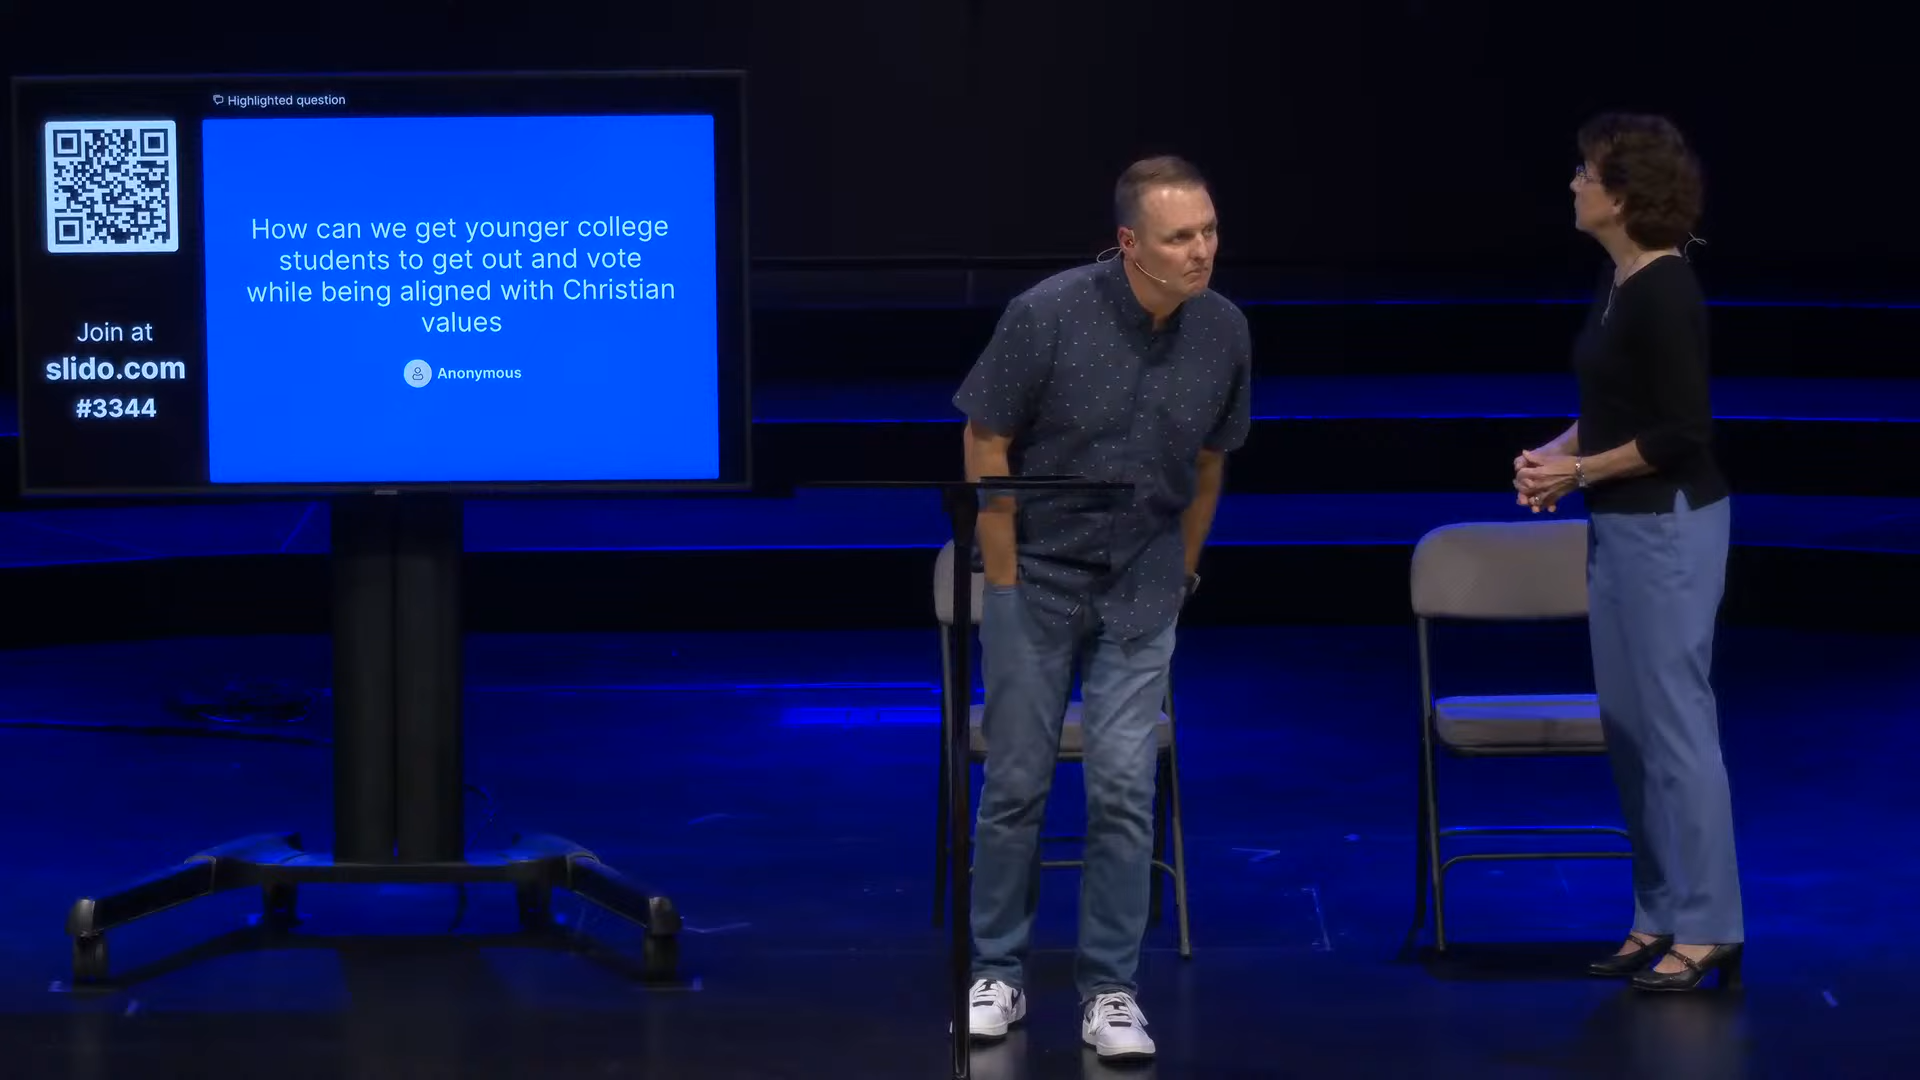 Highlighted question
How can we get younger college
students to get out and vote
while being aligned with Christian
values
Anonymous
Join at
slido.com
#3344